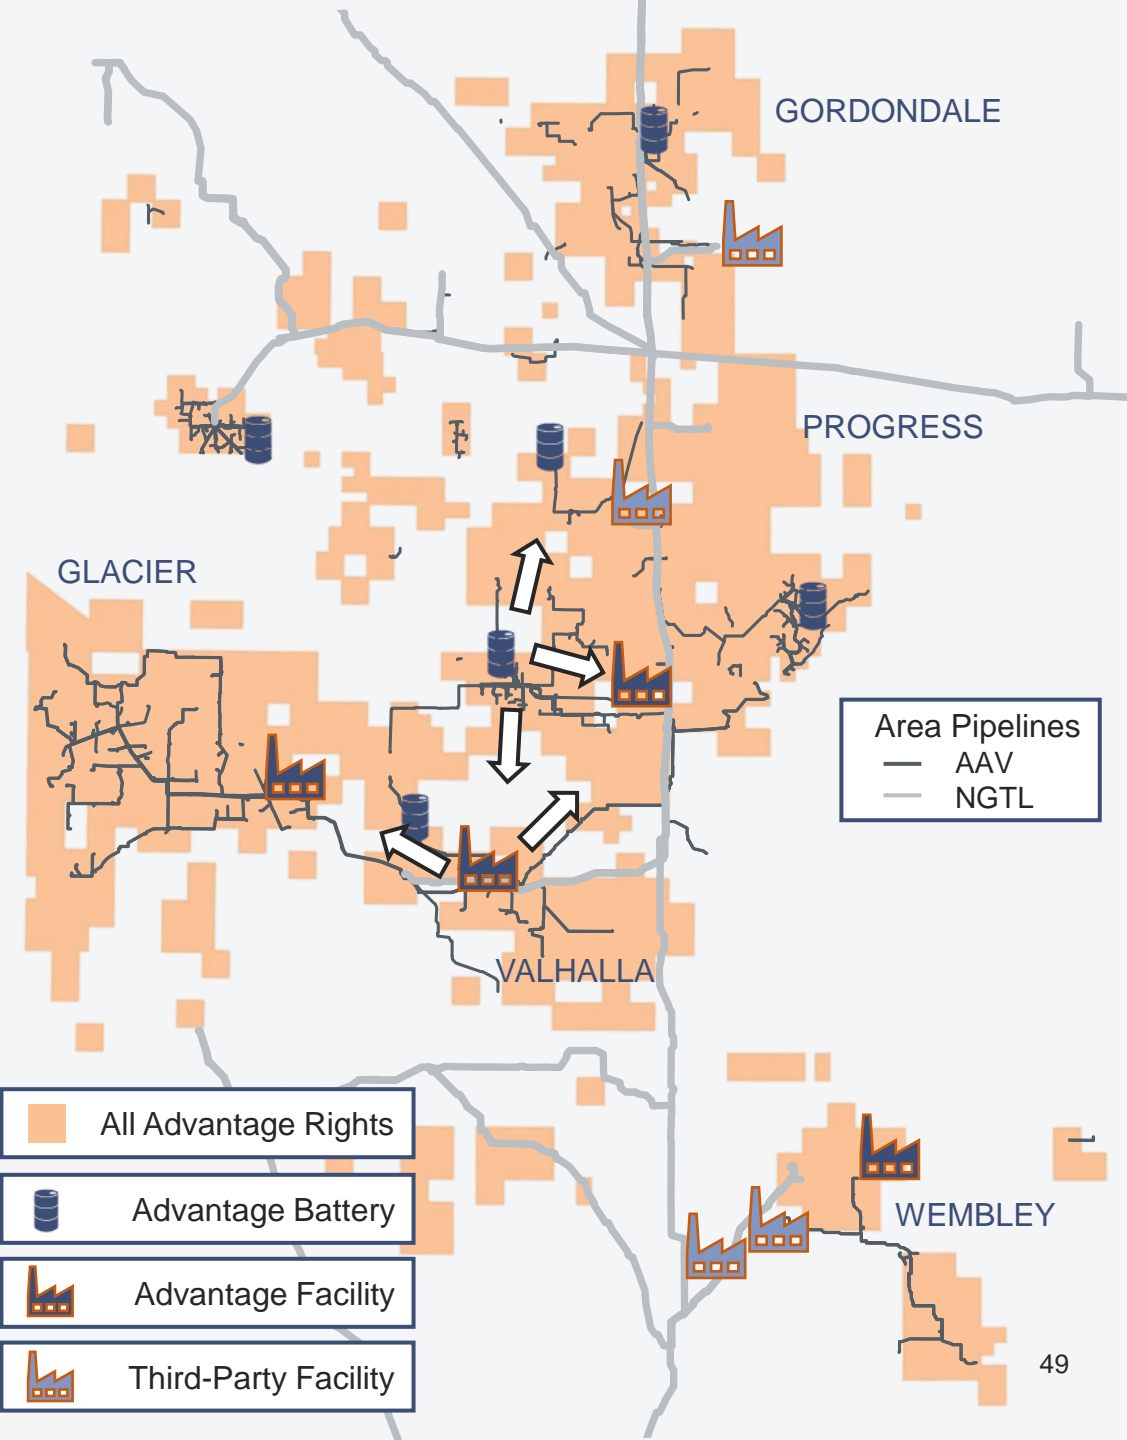 GORDONDALE
PROGRESS
GLACIER
Area Pipelines
AAV
NGTL
VALHALLA
All Advantage Rights
Advantage Battery
WEMBLEY
Advantage Facility
Third-Party Facility
49